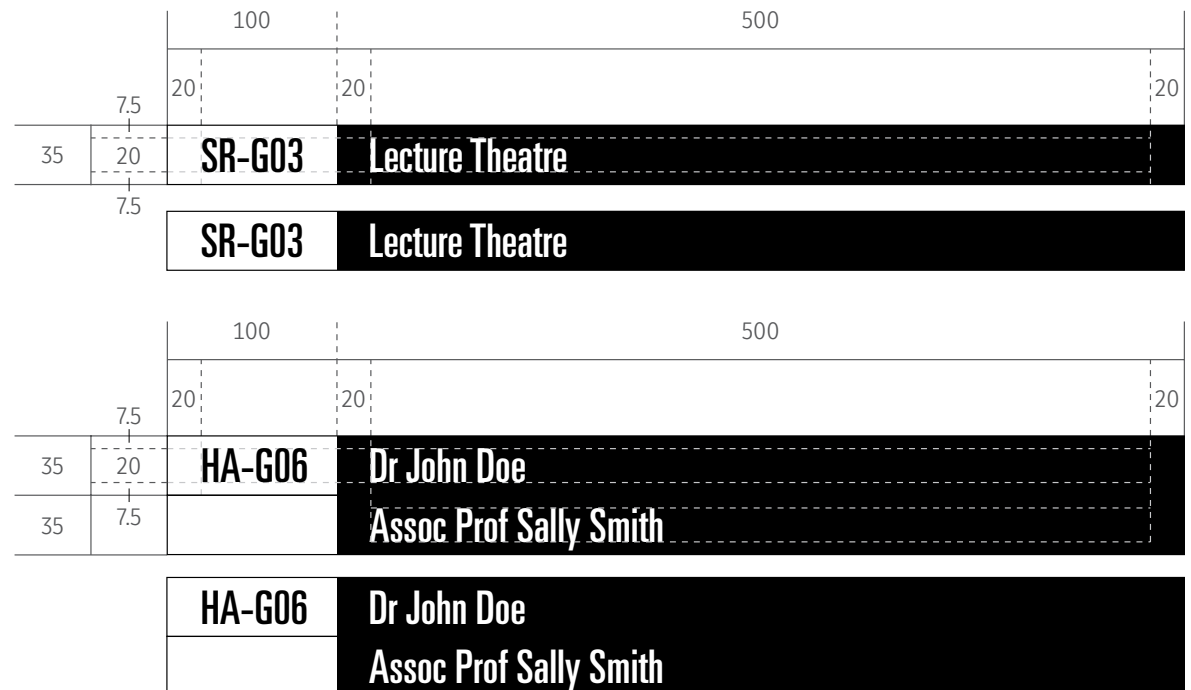 100 500
20 20 20
7.5
35 20 SR-G03 Lecture Theatre
7.5
SR-G03 Lecture Theatre
100 500
20 20 20
7.5
35 20 HA-G06 Dr John Doe
35 7.5 Assoc Prof Sally Smith
HA-G06 Dr John Doe
Assoc Prof Sally Smith